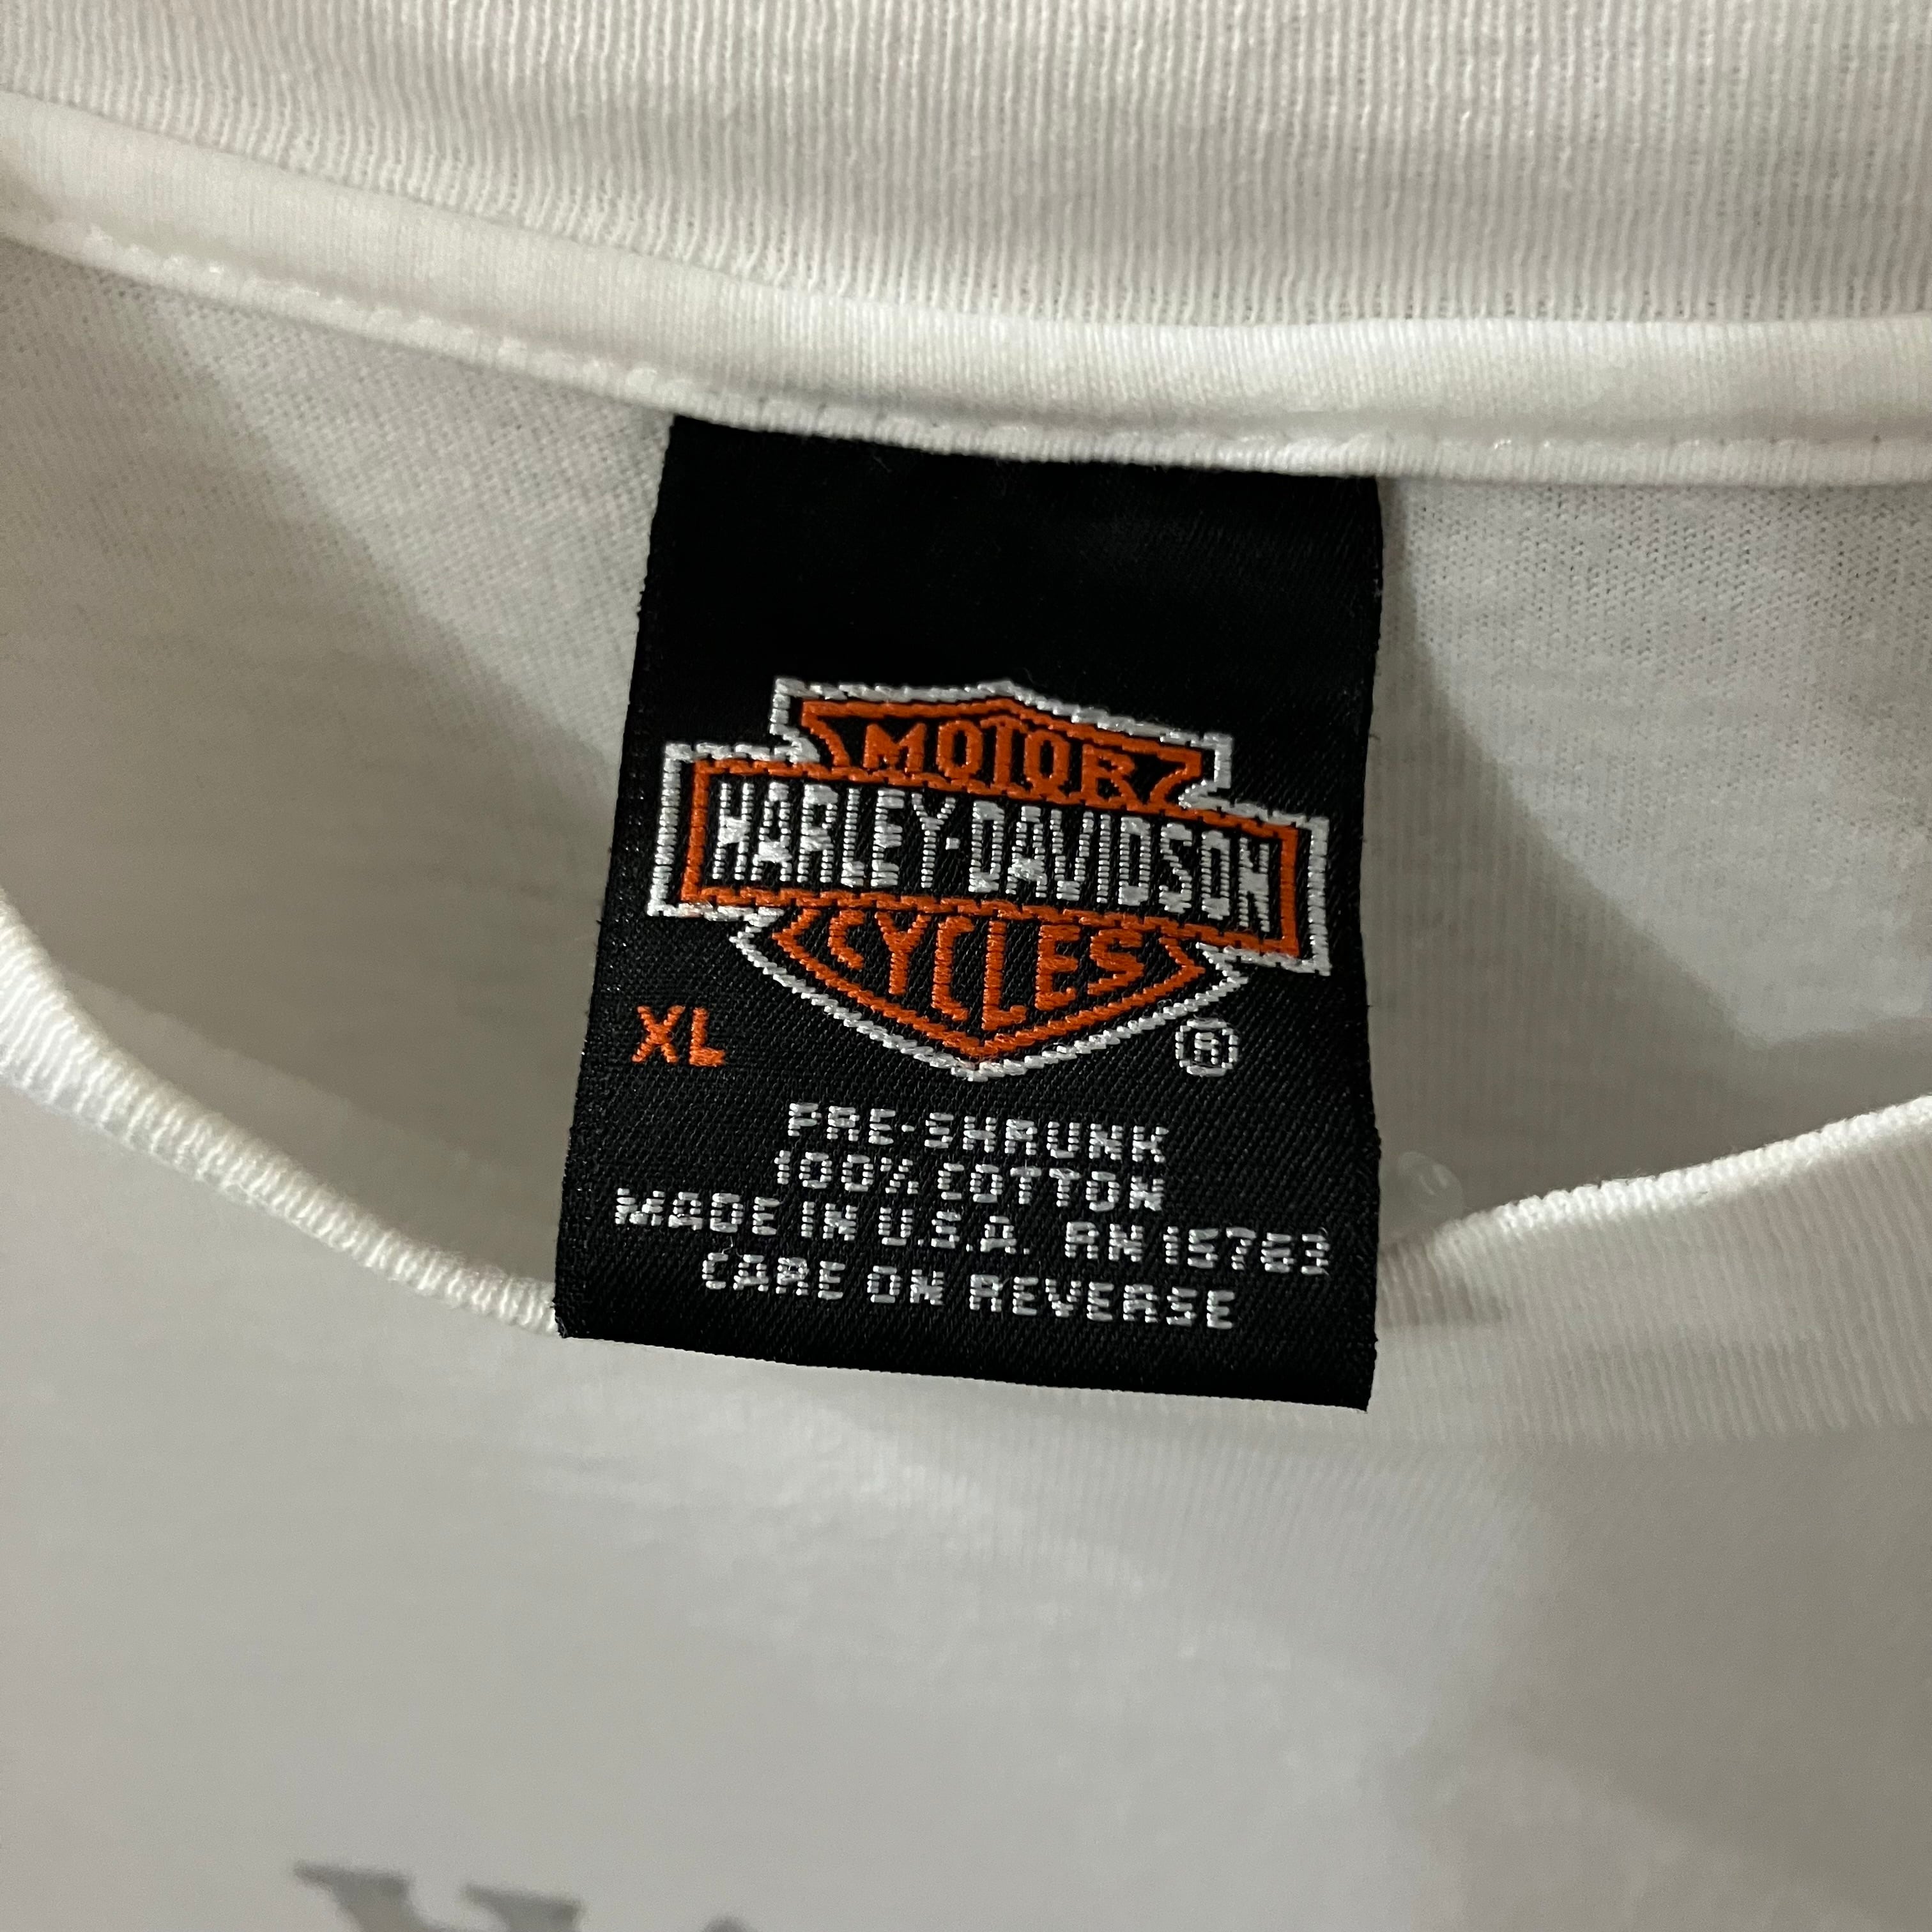 MOTOR
HARLEY-DAVIDSON
CYCLES
XL
®
PRE-SHRUNK
100% COTTON
MADE IN U.S.A. RN 15763
CARE ON REVERSE